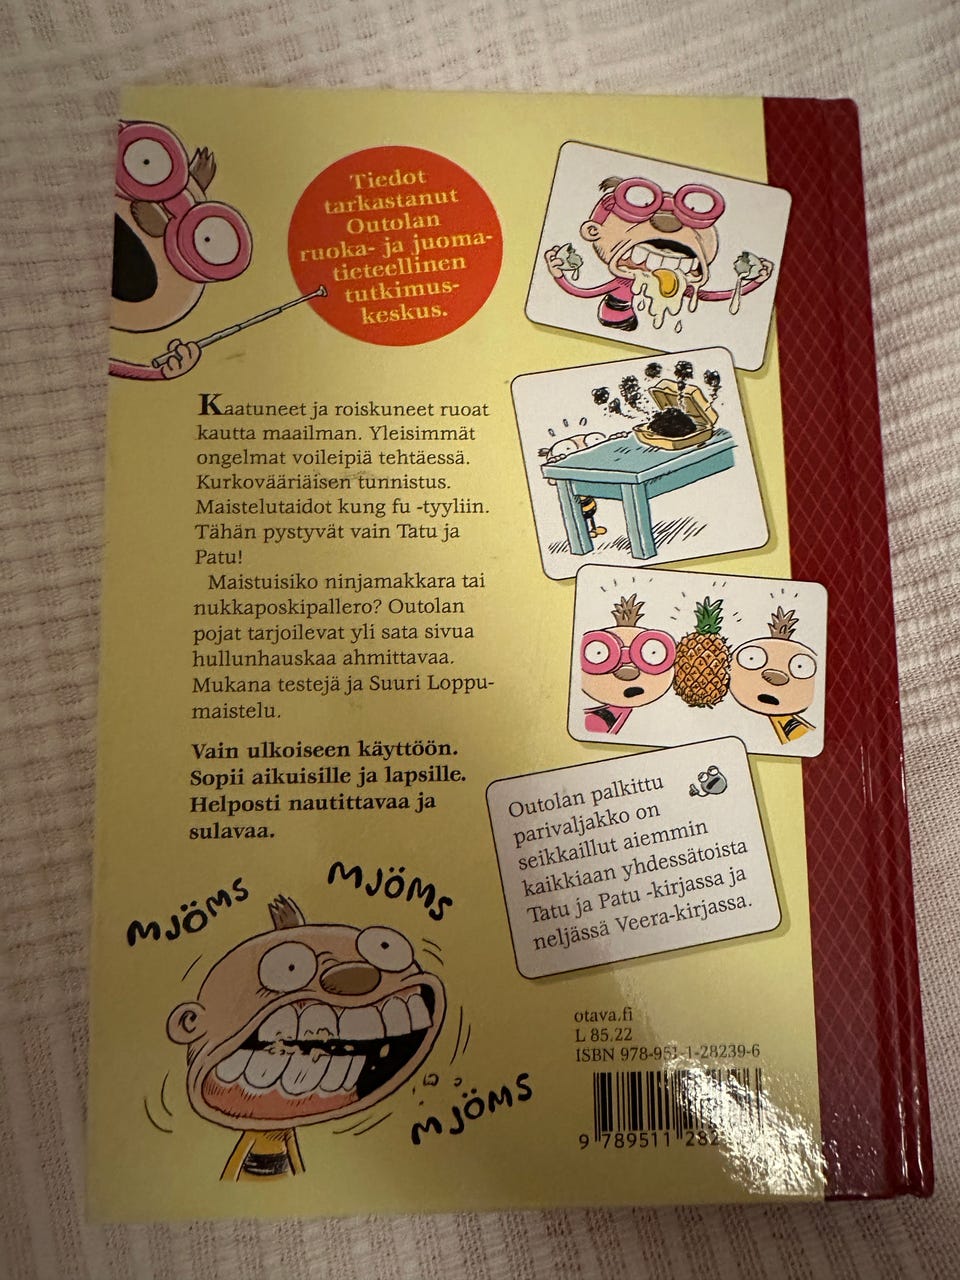 Tiedot
tarkastanut
Outolan
ruoka- ja juoma-
tieteellinen
tutkimus-
keskus.
Kaatuneet ja roiskuneet ruoat
kautta maailman. Yleisimmät
ongelmat voileipiä tehtäessä.
Kurkovääriäisen tunnistus.
Maistelutaidot kung fu -tyyliin.
Tähän pystyvät vain Tatu ja
Patu!
Maistuisiko ninjamakkara tai
nukkaposkipallero? Outolan
pojat tarjoilevat yli sata sivua
hullunhauskaa ahmittavaa.
Mukana testejä ja Suuri Loppu-
maistelu.
Vain ulkoiseen käyttöön.
Sopii aikuisille ja lapsille.
Helposti nautittavaa ja
sulavaa.
Outolan palkittu
parivaljakko on
seikkaillut aiemmin
kaikkiaan yhdessätoista
Tatu ja Patu -kirjassa ja
neljässä Veera-kirjassa.
MJÖMS
MJÖMS
MJÖMS
otava.fi
L 85.22
ISBN 978-951-1-28239-6
9 789511 282